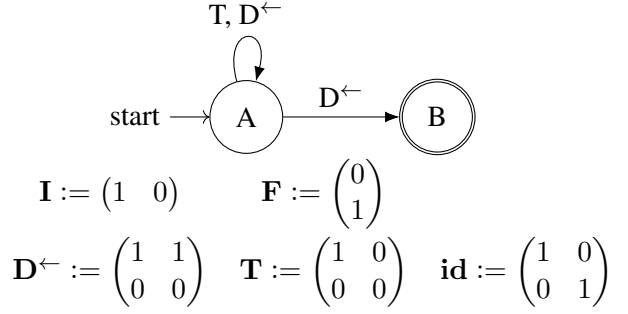 T, D←
start A D← B
I := (1 0) F := (0 1)
D← := (1 1 0 0) T := (1 0 0 0) id := (1 0 0 1)